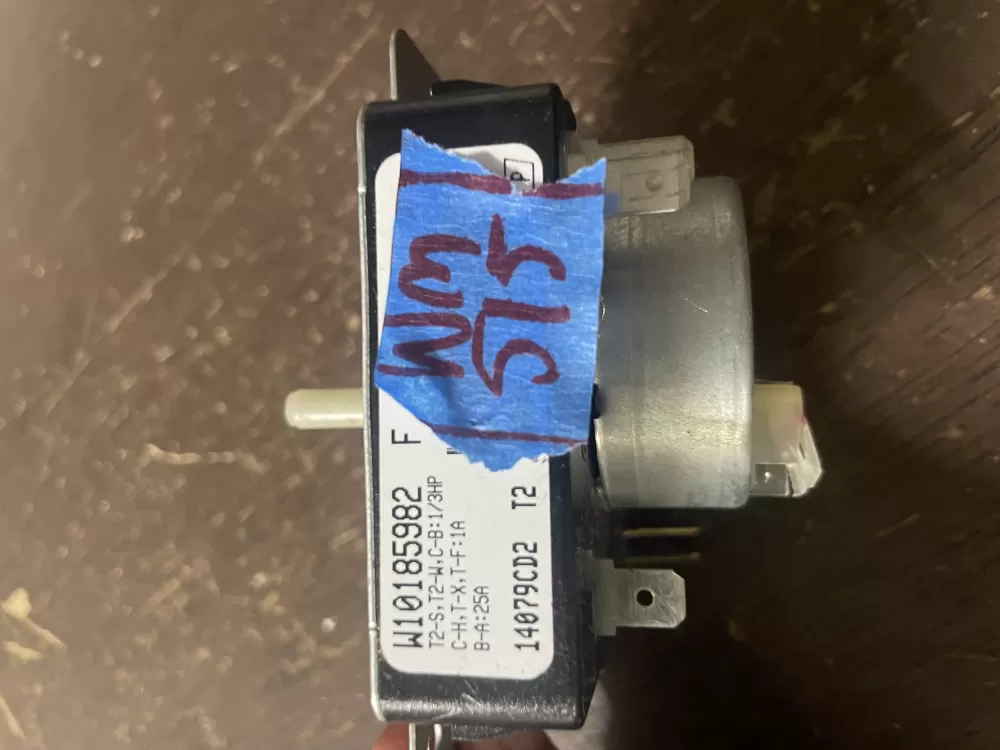 W10185982 F
T2-S,T2-W,C-B:1/3HP
C-H,T-X,T-F:1A
B-A:25A
14079CD2 T2
P
Wm
515